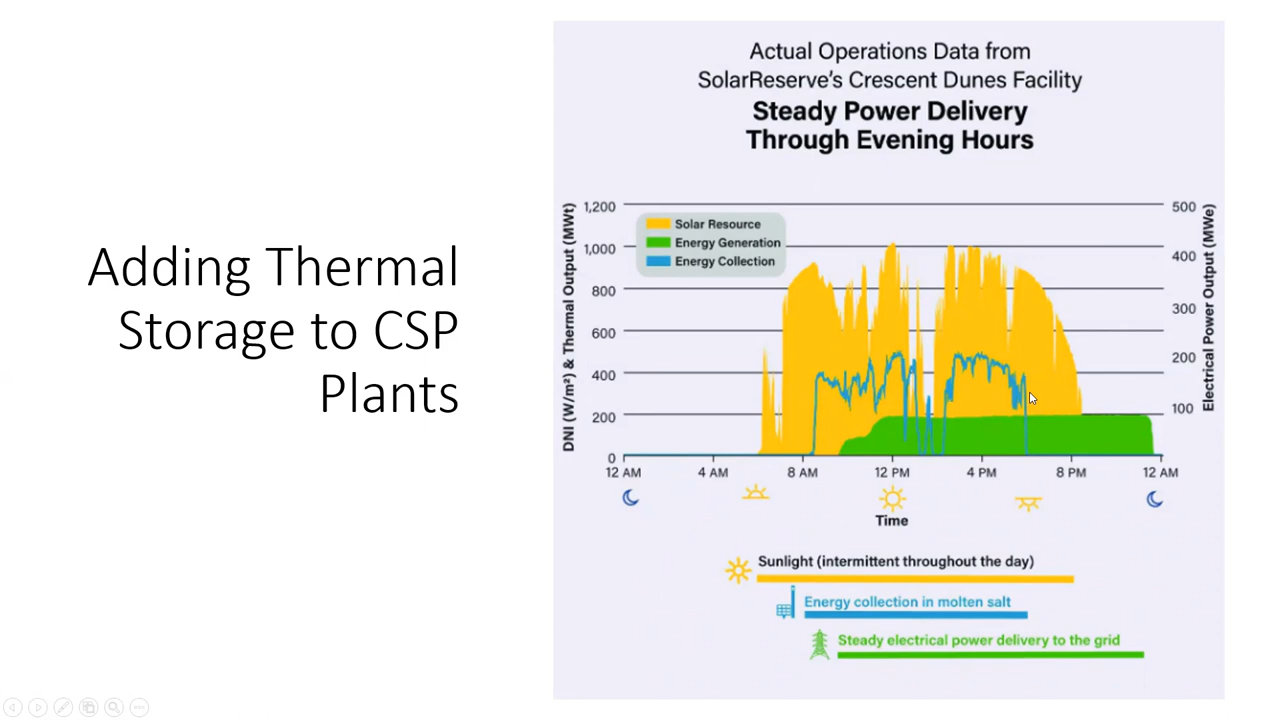 Adding Thermal
Storage to CSP
Plants
Actual Operations Data from
SolarReserve's Crescent Dunes Facility
Steady Power Delivery
Through Evening Hours
DNI (W/m²) & Thermal Output (MWt)
1,200
1,000
800
600
400
200
0
Solar Resource
Energy Generation
Energy Collection
500
400
300
200
100
Electrical Power Output (MWe)
12 AM 4 AM 8 AM 12 PM 4 PM 8 PM 12 AM
Time
Sunlight (intermittent throughout the day)
Energy collection in molten salt
Steady electrical power delivery to the grid